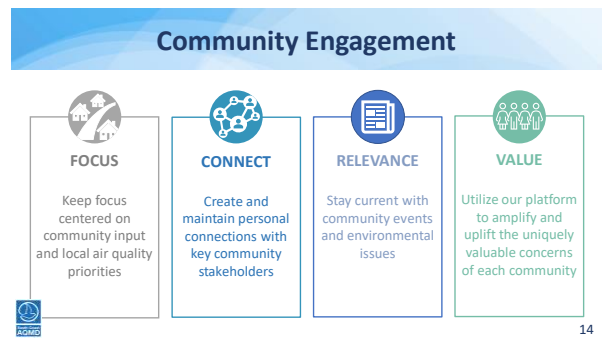 Community Engagement
FOCUS
Keep focus
centered on
community input
and local air quality
priorities
CONNECT
Create and
maintain personal
connections with
key community
stakeholders
RELEVANCE
Stay current with
community events
and environmental
issues
VALUE
Utilize our platform
to amplify and
uplift the uniquely
valuable concerns
of each community
South Coast
AQMD
14